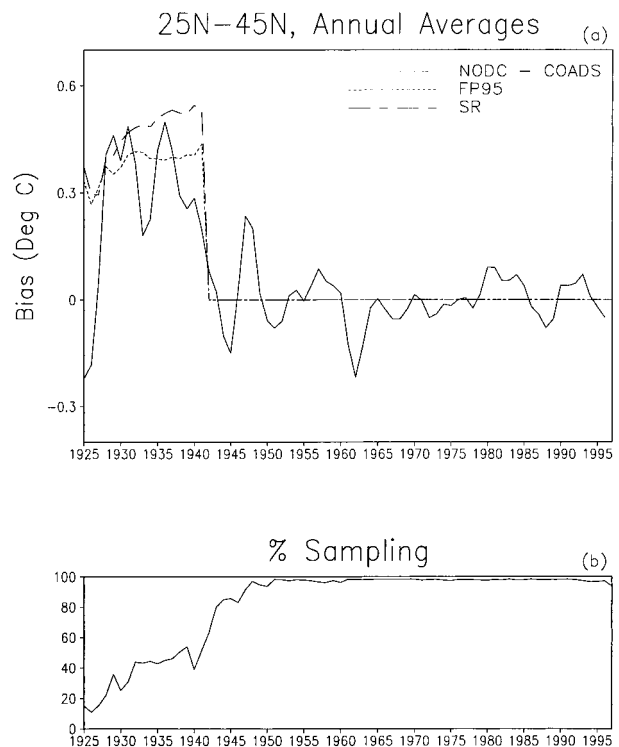 25N–45N, Annual Averages
(a)
NODC – COADS
FP95
SR
Bias (Deg C)
0.6
0.3
0
−0.3
1925 1930 1935 1940 1945 1950 1955 1960 1965 1970 1975 1980 1985 1990 1995
% Sampling
(b)
100
80
60
40
20
0
1925 1930 1935 1940 1945 1950 1955 1960 1965 1970 1975 1980 1985 1990 1995